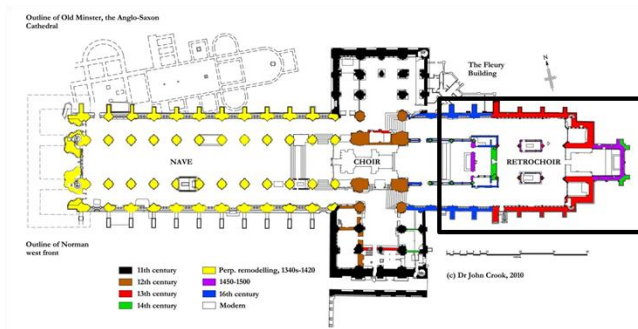 Outline of Old Minster, the Anglo-Saxon
Cathedral
The Fleury
Building
N
NAVE
CHOIR
RETROCHOIR
Outline of Norman
west front
11th century
12th century
13th century
14th century
Perp. remodelling, 1340s-1420
1450-1500
16th century
Modern
(c) Dr John Crook, 2010